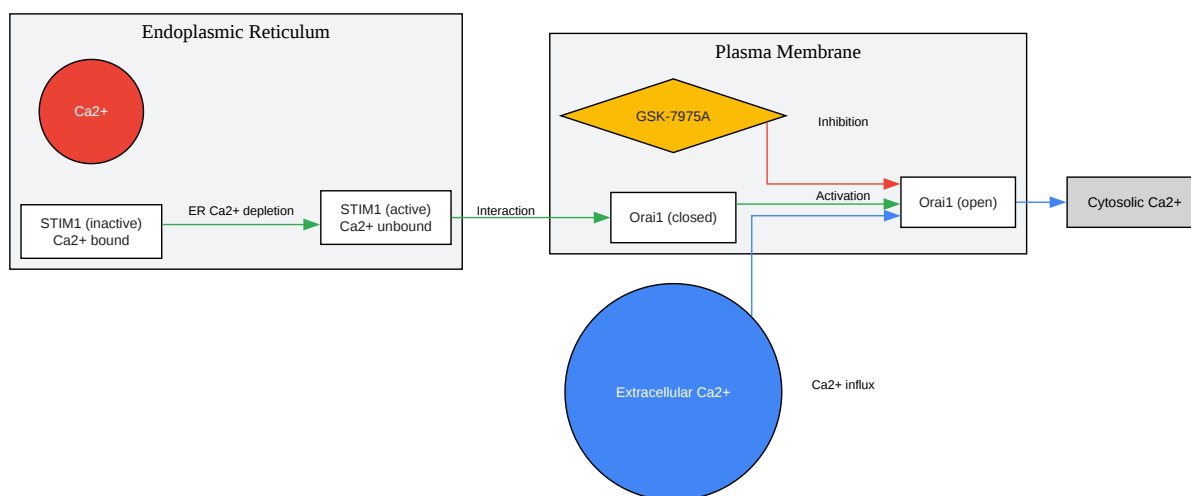 Endoplasmic Reticulum
Ca2+
STIM1 (inactive)
Ca2+ bound
ER Ca2+ depletion
STIM1 (active)
Ca2+ unbound
Interaction
Plasma Membrane
GSK-7975A
Inhibition
Orai1 (closed)
Activation
Orai1 (open)
Cytosolic Ca2+
Extracellular Ca2+
Ca2+ influx